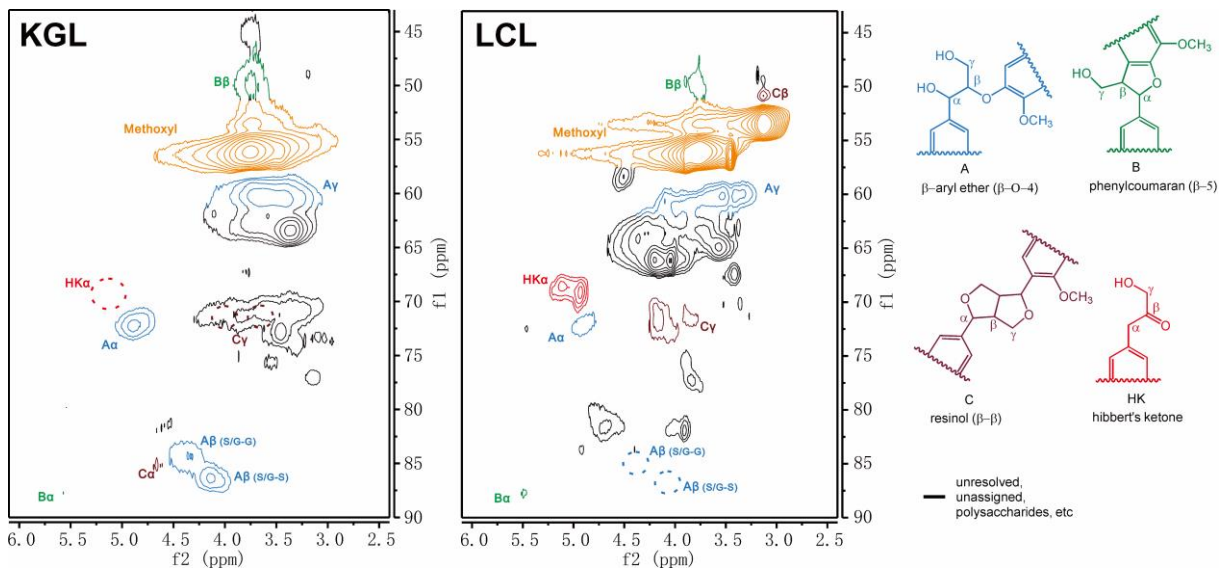 KGL
Bβ
Methoxyl
Aγ
HKα
Aα
Cγ
Aβ (S/G-G)
Cα
Aβ (S/G-S)
Bα
45
50
55
60
65
70
75
80
85
90
f1 (ppm)
6.0 5.5 5.0 4.5 4.0 3.5 3.0 2.5
f2 (ppm)
LCL
Bβ
Cβ
Methoxyl
Aγ
HKα
Aα
Cγ
Aβ (S/G-G)
Aβ (S/G-S)
Bα
45
50
55
60
65
70
75
80
85
90
f1 (ppm)
6.0 5.5 5.0 4.5 4.0 3.5 3.0 2.5
f2 (ppm)
HO
γ
β
HO
α
O
OCH₃
A
β–aryl ether (β–O–4)
OCH₃
HO
γ
β
α
O
B
phenylcoumaran (β–5)
O
α
β
γ
O
OCH₃
C
resinol (β–β)
HO
γ
β
α
O
HK
hibbert's ketone
unresolved,
unassigned,
polysaccharides, etc